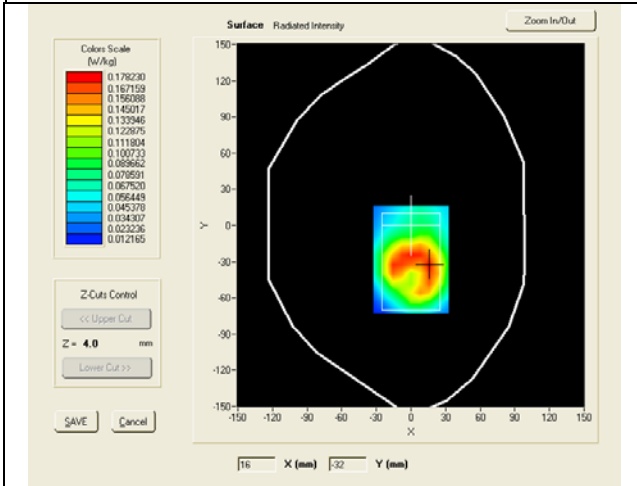 Surface Radiated Intensity
Zoom In/Out
Colors Scale
(W/kg)
0.178230
0.167159
0.156088
0.145017
0.133946
0.122875
0.111804
0.100733
0.089662
0.078591
0.067520
0.056449
0.045378
0.034307
0.023236
0.012165
Z-Cuts Control
<< Upper Cut
Z = 4.0 mm
Lower Cut >>
SAVE Cancel
150
120
90
60
30
0
-30
-60
-90
-120
-150
Y
-150 -120 -90 -60 -30 0 30 60 90 120 150
X
16 X (mm) -32 Y (mm)